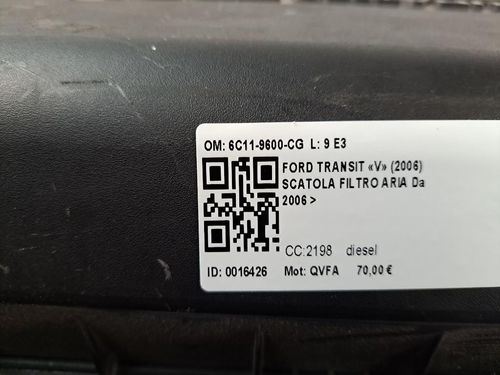 OM: 6C11-9600-CG L: 9 E3
FORD TRANSIT «V» (2006)
SCATOLA FILTRO ARIA Da
2006 >
CC:2198 diesel
ID: 0016426 Mot: QVFA 70,00 €